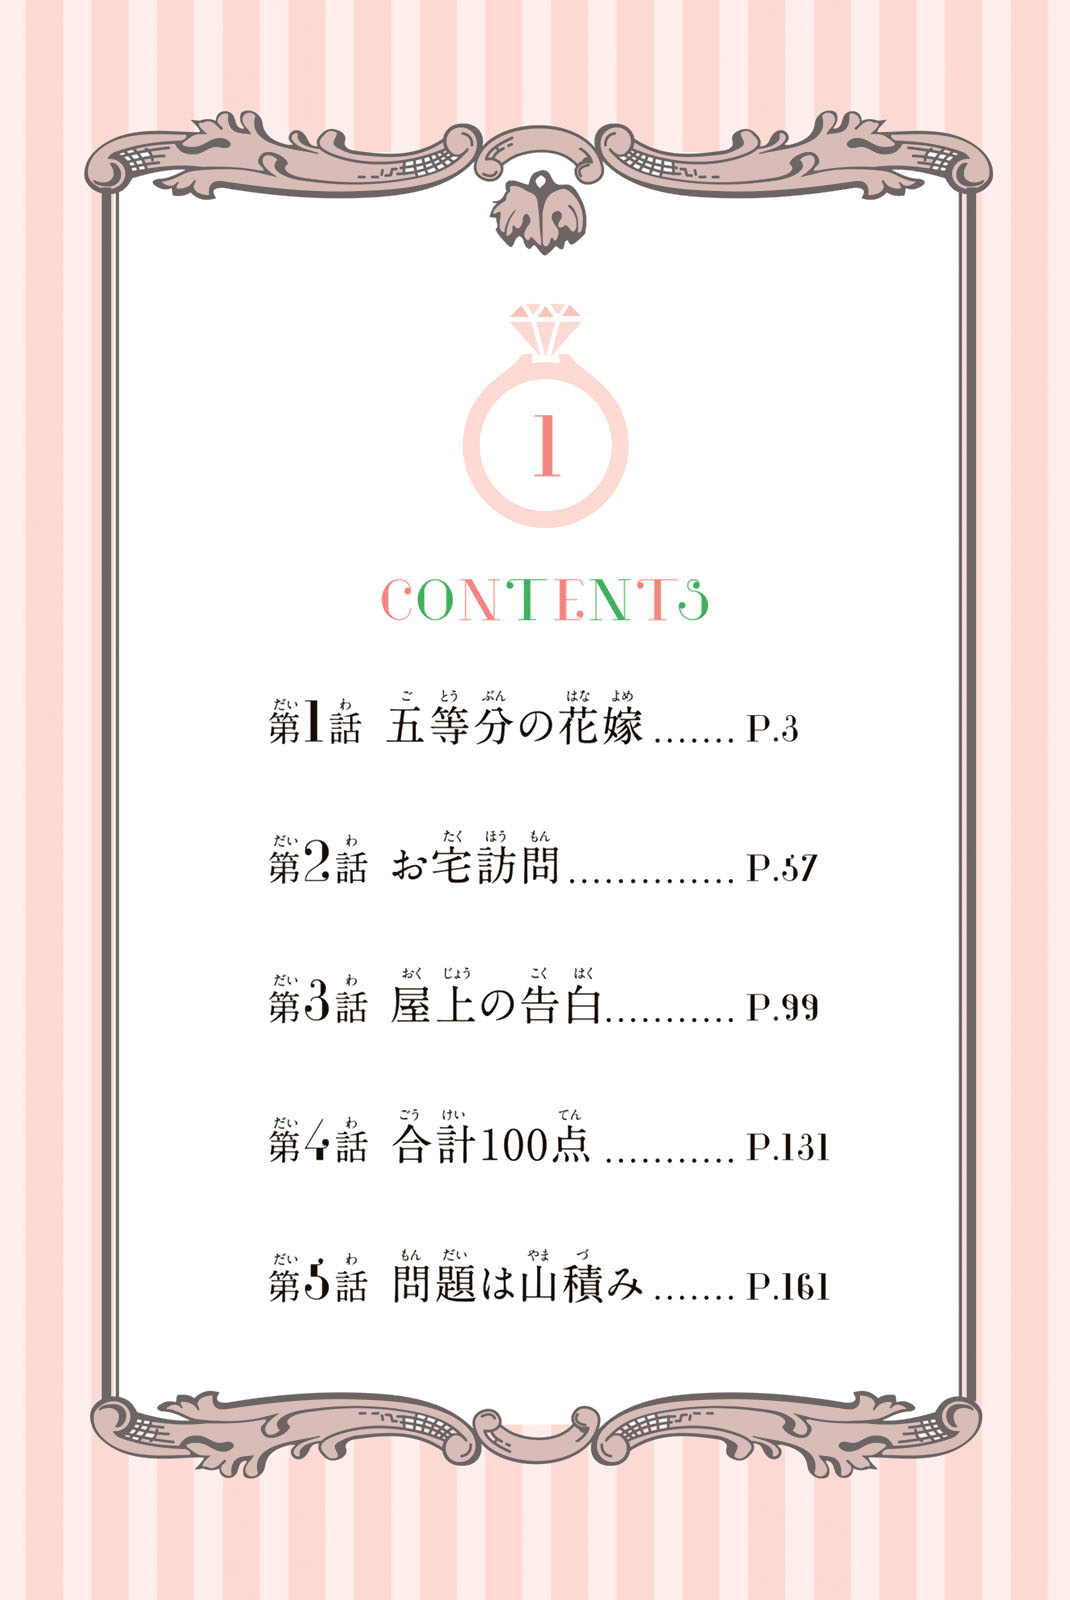 1
CONTENTS
第1話 五等分の花嫁.......P.3
第2話 お宅訪問..............P.57
第3話 屋上の告白...........P.99
第4話 合計100点...........P.131
第5話 問題は山積み.......P.161